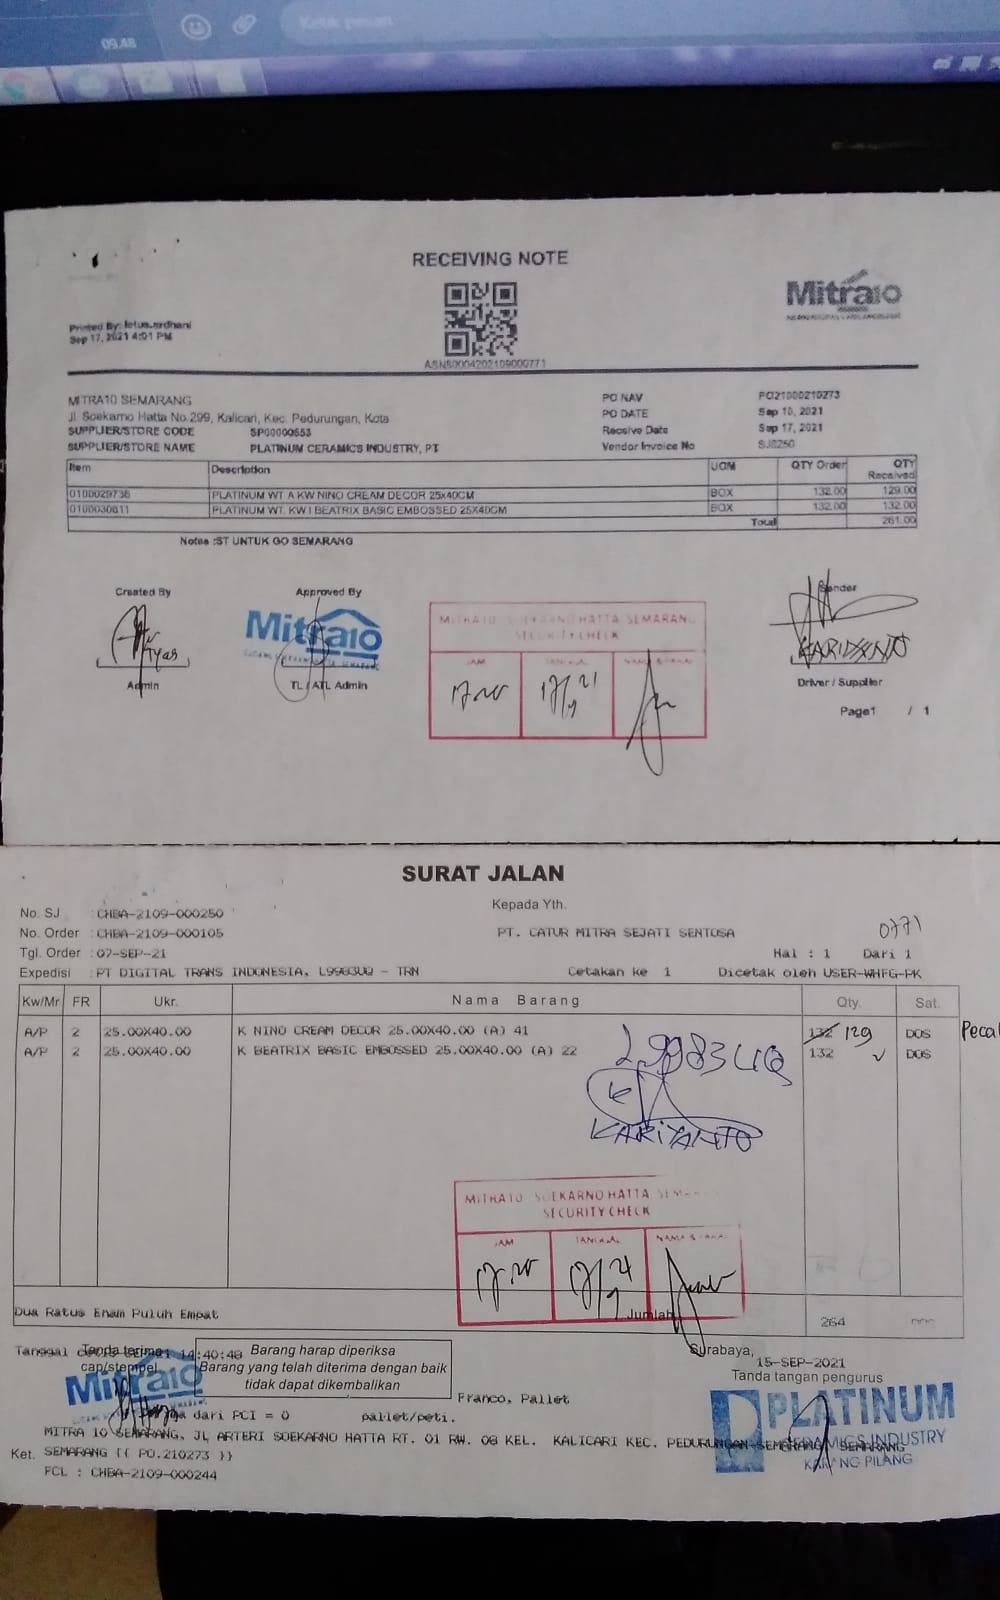 09.48
Ketik pesan
RECEIVING NOTE
Mitra10
Printed By: lotus.ardhani
Sep 17, 2021 4:01 PM
ASN80004202109000771
MITRA10 SEMARANG
Jl. Soekarno Hatta No.299, Kalicari, Kec. Pedurungan, Kota
SUPPLIER/STORE CODE SP00000553
SUPPLIER/STORE NAME PLATINUM CERAMICS INDUSTRY, PT
PO NAV PO21000210273
PO DATE Sep 10, 2021
Receive Date Sep 17, 2021
Vendor Invoice No SJ8250
Item Description UOM QTY Order QTY Received
0100029736 PLATINUM WT A KW NINO CREAM DECOR 25x40CM BOX 132.00 129.00
0100030611 PLATINUM WT. KW I BEATRIX BASIC EMBOSSED 25X40CM BOX 132.00 132.00
Total 261.00
Notes :ST UNTUK GO SEMARANG
Created By Approved By Sender
Mitra10
MITRA10 SOEKARNO HATTA SEMARANG
SECURITY CHECK
JAM TANGGAL NAMA & PARAF
17/9 21
Tyas
KARIYANTO
Admin TL / ATL Admin Driver / Supplier
Page1 / 1
SURAT JALAN
No. SJ : CHBA-2109-000250
No. Order : CHBA-2109-000105
Tgl. Order : 07-SEP-21
Expedisi : PT DIGITAL TRANS INDONESIA, L9983UQ - TRN
Kepada Yth.
PT. CATUR MITRA SEJATI SENTOSA
0771
Hal : 1 Dari 1
Cetakan ke 1 Dicetak oleh USER-WHFG-PK
Kw/Mr FR Ukr. Nama Barang Qty. Sat.
A/P 2 25.00X40.00 K NINO CREAM DECOR 25.00X40.00 (A) 41 132 129 DOS Pecah
A/P 2 25.00X40.00 K BEATRIX BASIC EMBOSSED 25.00X40.00 (A) 22 132 DOS
L9983UQ
KARIYANTO
MITRA10 SOEKARNO HATTA
SECURITY CHECK
JAM TANGGAL NAMA & PARAF
17/9 21
Dua Ratus Enam Puluh Empat Jumlah 264
Tanggal 14:40:48
Tanda terima
cap/stempel
Barang harap diperiksa
Barang yang telah diterima dengan baik
tidak dapat dikembalikan
Surabaya,
15-SEP-2021
Tanda tangan pengurus
Mitra10
Franco, Pallet
dari PCI = 0 pallet/peti.
PLATINUM
CERAMICS INDUSTRY
KARANG PILANG
Ket. MITRA 10 SEMARANG, JL ARTERI SOEKARNO HATTA RT. 01 RW. 08 KEL. KALICARI KEC. PEDURUNGAN SEMARANG SEMARANG
SEMARANG (( PO.210273 ))
FCL : CHBA-2109-000244